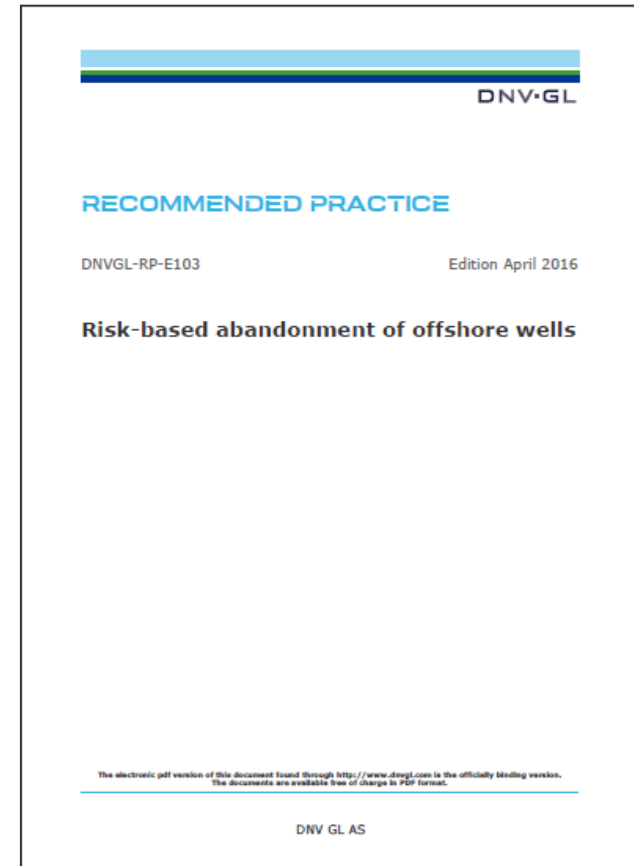 DNV·GL
RECOMMENDED PRACTICE
DNVGL-RP-E103 Edition April 2016
Risk-based abandonment of offshore wells
The electronic pdf version of this document found through http://www.dnvgl.com is the officially binding version.
The documents are available free of charge in PDF format.
DNV GL AS